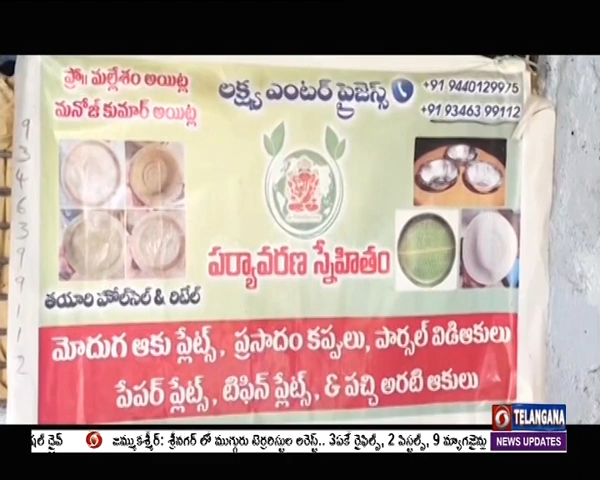 ప్రో॥ మల్లేశం అయిట్ల
మనోజ్ కుమార్ అయిట్ల
లక్ష్య ఎంటర్ ప్రైజెస్
+91 9440129975
+91 93463 99112
9346399112
పర్యావరణ స్నేహితం
తయారి హోల్‌సేల్ & రిటేల్
మోదుగ ఆకు ప్లేట్స్, ప్రసాదం కప్పులు, పార్సల్ విడిఆకులు
పేపర్ ప్లేట్స్, టిఫిన్ ప్లేట్స్, & పచ్చి అరటి ఆకులు
TELANGANA
NEWS UPDATES
డ్రైవ్ జమ్ముకశ్మీర్: శ్రీనగర్ లో ముగ్గురు టెర్రరిస్టుల అరెస్ట్.. 3ఏకే రైఫిల్స్, 2 పిస్టల్స్, 9 మ్యాగజైన్లు